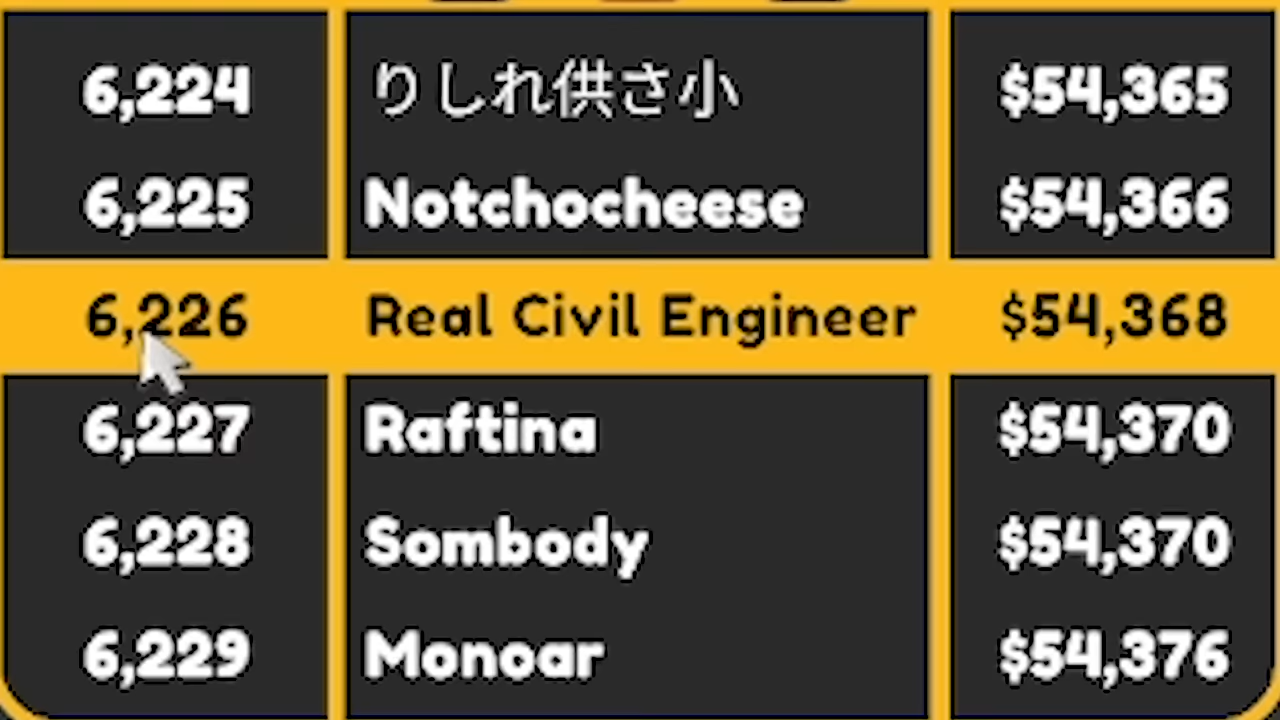 6,224 りしれ供さ小 $54,365
6,225 Notchocheese $54,366
6,226 Real Civil Engineer $54,368
6,227 Raftina $54,370
6,228 Sombody $54,370
6,229 Monoar $54,376